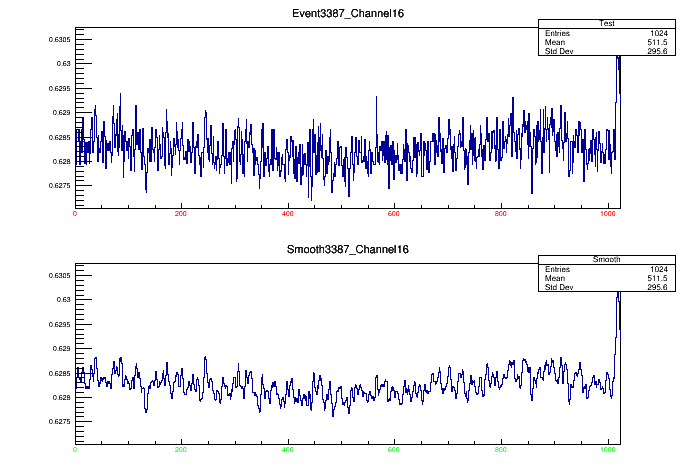 Event3387_Channel16
Test
Entries 1024
Mean 511.5
Std Dev 295.6
0.6305
0.63
0.6295
0.629
0.6285
0.628
0.6275
0 200 400 600 800 1000
Smooth3387_Channel16
Smooth
Entries 1024
Mean 511.5
Std Dev 295.6
0.6305
0.63
0.6295
0.629
0.6285
0.628
0.6275
0 200 400 600 800 1000